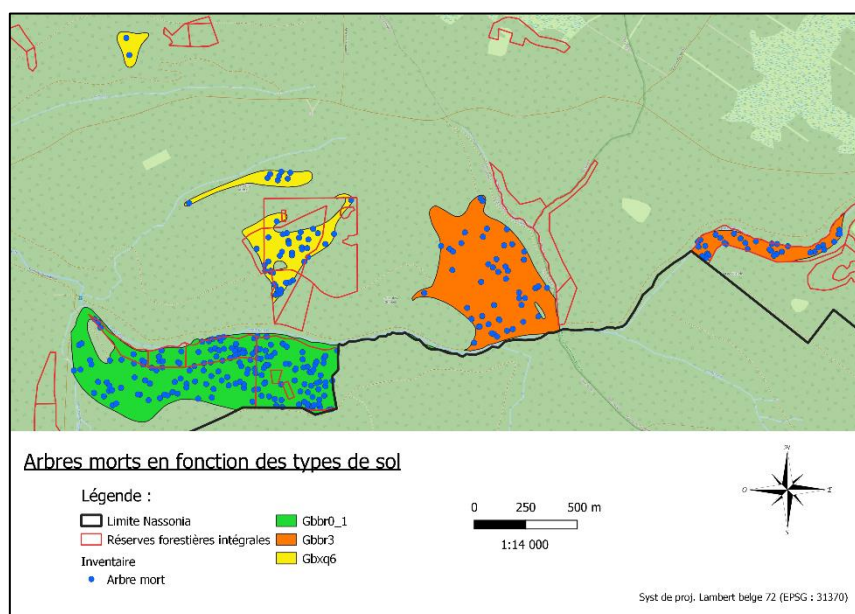 Arbres morts en fonction des types de sol
Légende :
Limite Nassonia
Réserves forestières intégrales
Inventaire
Arbre mort
Gbbr0_1
Gbbr3
Gbxq6
0 250 500 m
1:14 000
N
O
S
Syst de proj. Lambert belge 72 (EPSG : 31370)